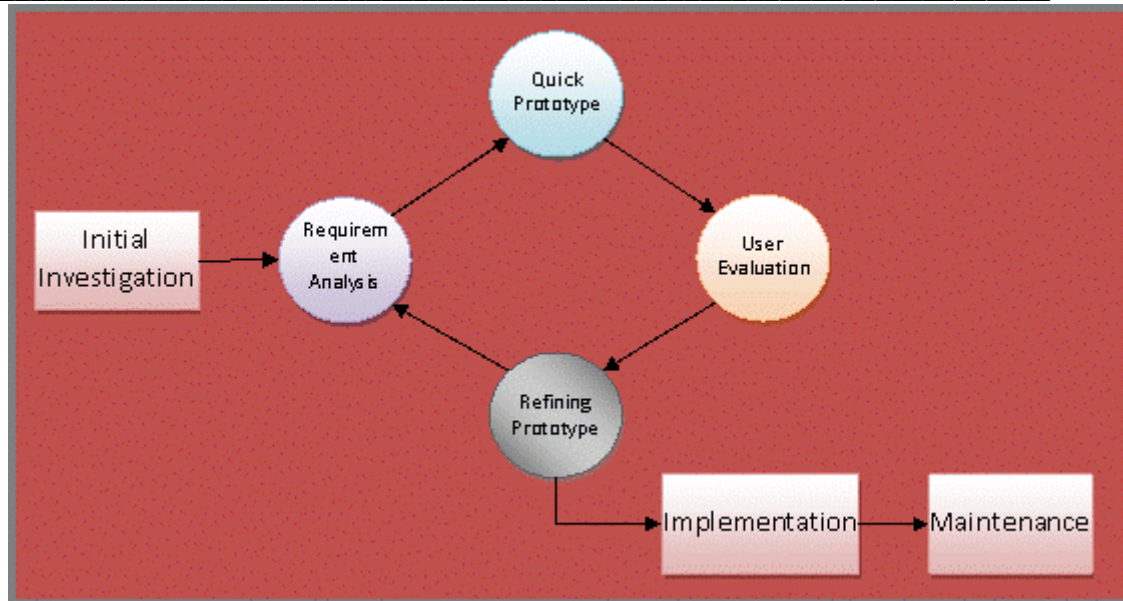 Initial
Investigation
Requirem
ent
Analysis
Quick
Prototype
User
Evaluation
Refining
Prototype
Implementation
Maintenance